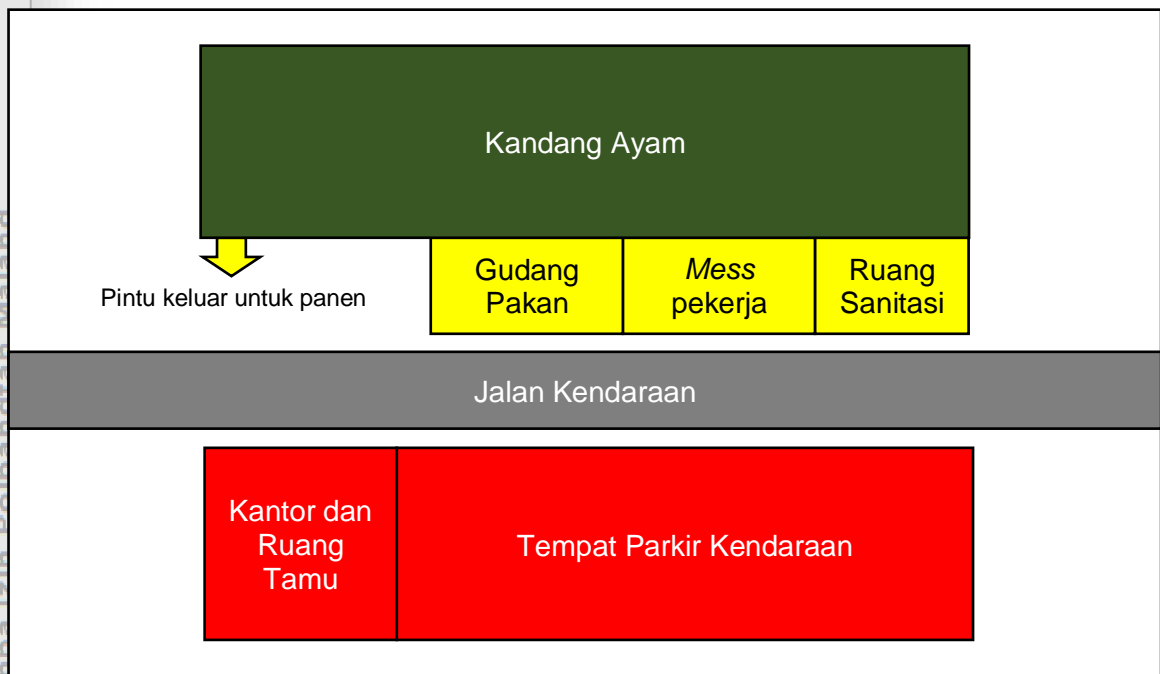 Kandang Ayam
Gudang
Pakan
Mess
pekerja
Ruang
Sanitasi
Pintu keluar untuk panen
Jalan Kendaraan
Kantor dan
Ruang
Tamu
Tempat Parkir Kendaraan